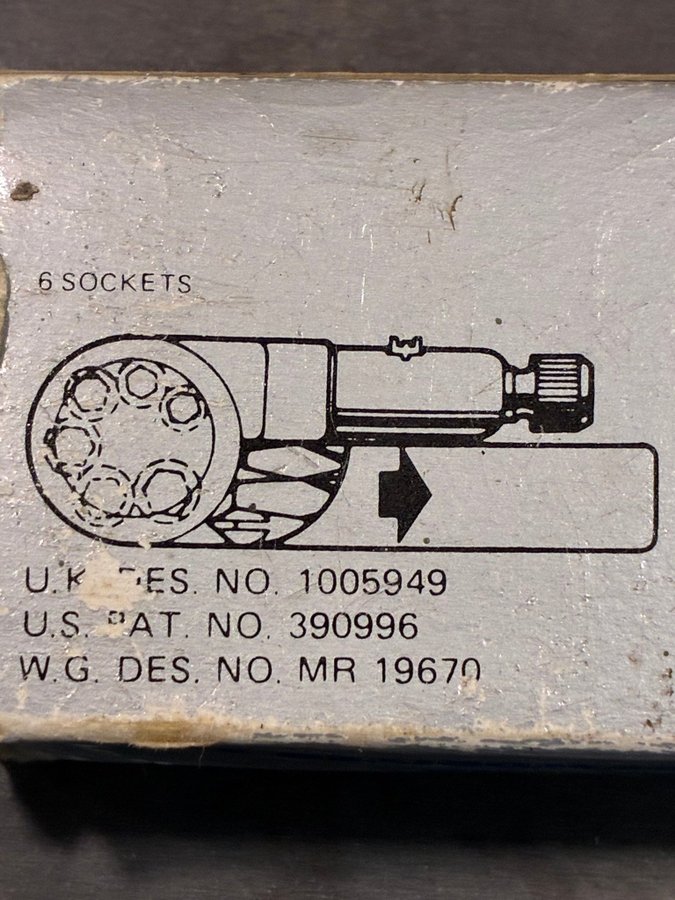 6 SOCKETS
U.K. DES. NO. 1005949
U.S. PAT. NO. 390996
W.G. DES. NO. MR 19670